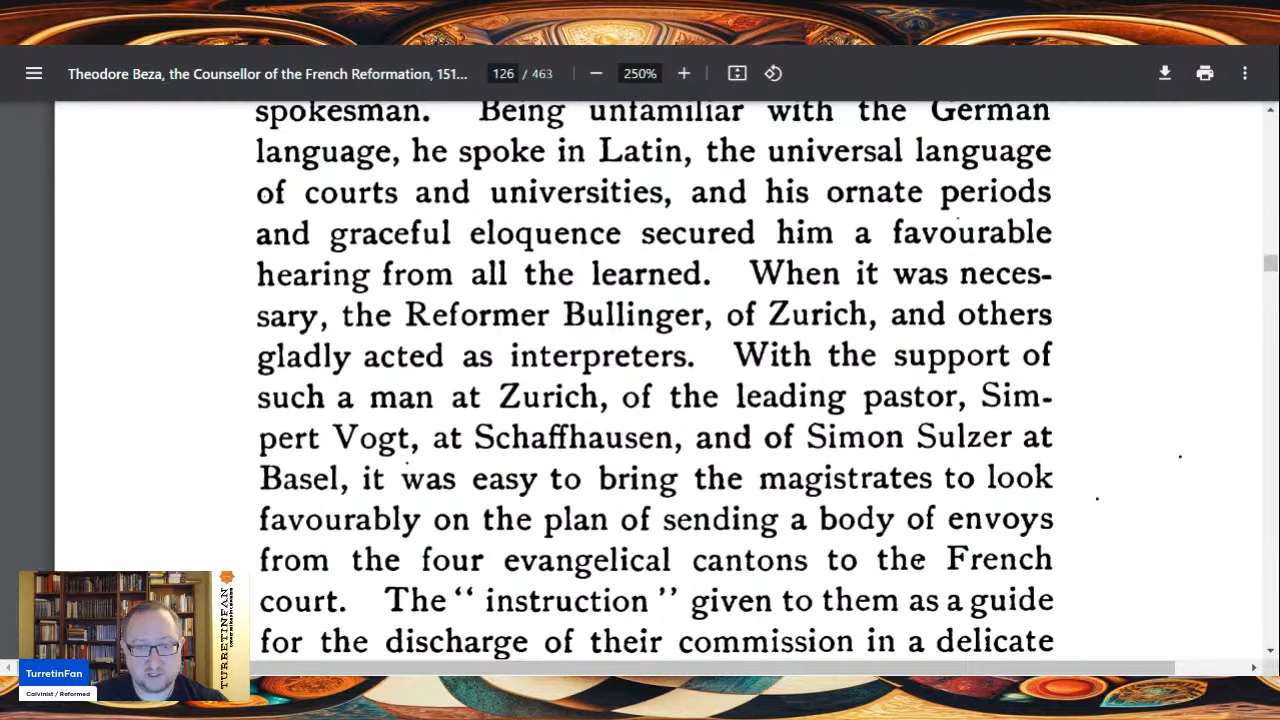 Theodore Beza, the Counsellor of the French Reformation, 151...
126 / 463
250%
spokesman. Being unfamiliar with the German
language, he spoke in Latin, the universal language
of courts and universities, and his ornate periods
and graceful eloquence secured him a favourable
hearing from all the learned. When it was neces-
sary, the Reformer Bullinger, of Zurich, and others
gladly acted as interpreters. With the support of
such a man at Zurich, of the leading pastor, Sim-
pert Vogt, at Schaffhausen, and of Simon Sulzer at
Basel, it was easy to bring the magistrates to look
favourably on the plan of sending a body of envoys
from the four evangelical cantons to the French
court. The “ instruction ” given to them as a guide
for the discharge of their commission in a delicate
TURRETINFAN
TurretinFan
Calvinist / Reformed